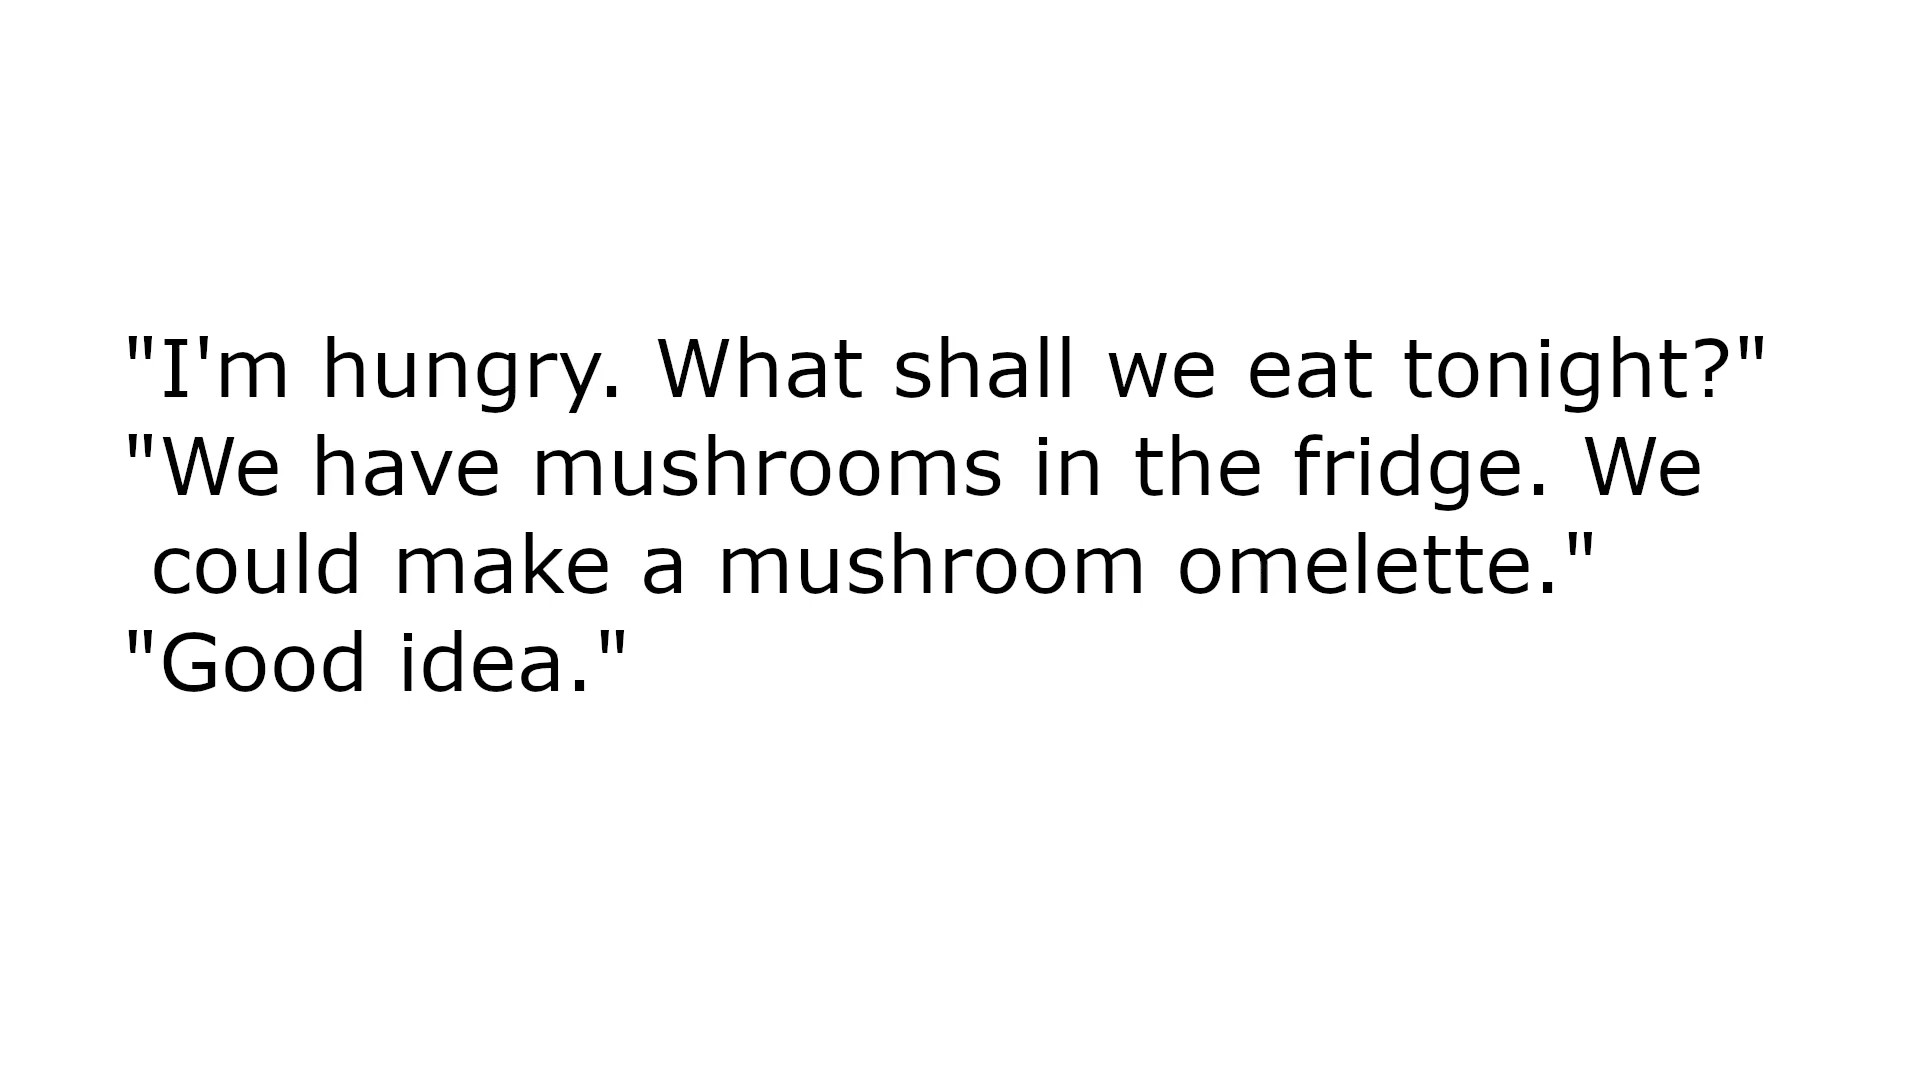 "I'm hungry. What shall we eat tonight?"
"We have mushrooms in the fridge. We
could make a mushroom omelette."
"Good idea."